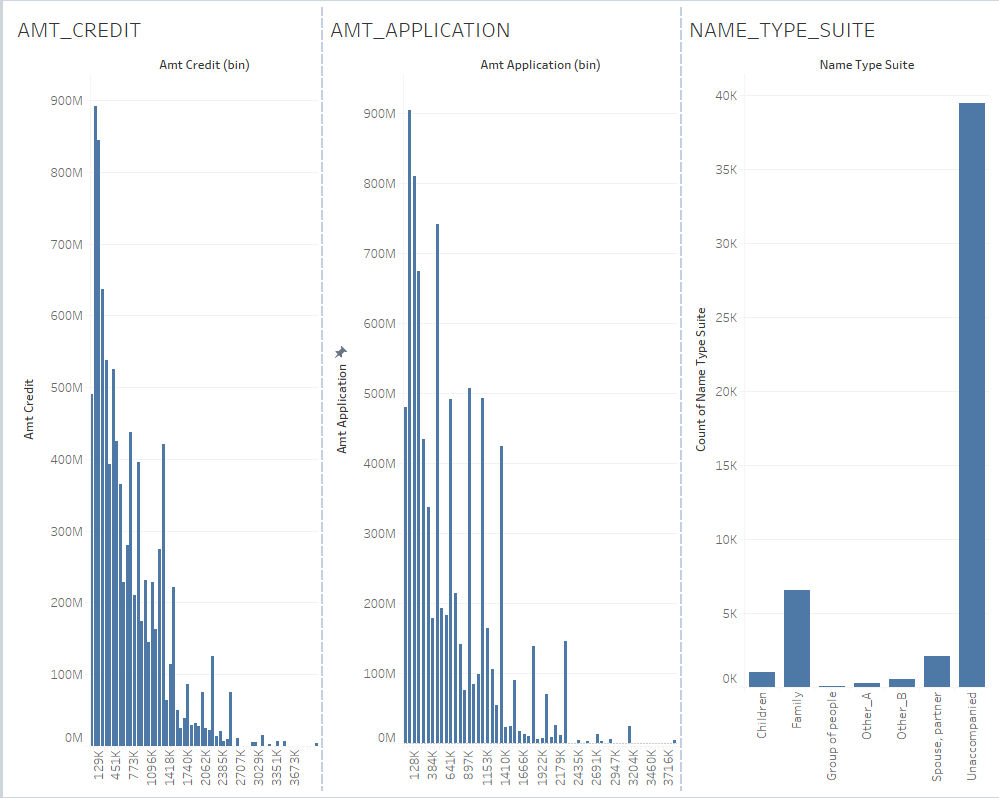 AMT_CREDIT
Amt Credit (bin)
Amt Credit
900M
800M
700M
600M
500M
400M
300M
200M
100M
0M
129K
451K
773K
1096K
1418K
1740K
2062K
2385K
2707K
3029K
3351K
3673K
AMT_APPLICATION
Amt Application (bin)
Amt Application
900M
800M
700M
600M
500M
400M
300M
200M
100M
0M
128K
384K
641K
897K
1153K
1410K
1666K
1922K
2179K
2435K
2691K
2947K
3204K
3460K
3716K
NAME_TYPE_SUITE
Name Type Suite
Count of Name Type Suite
40K
35K
30K
25K
20K
15K
10K
5K
0K
Children
Family
Group of people
Other_A
Other_B
Spouse, partner
Unaccompanied